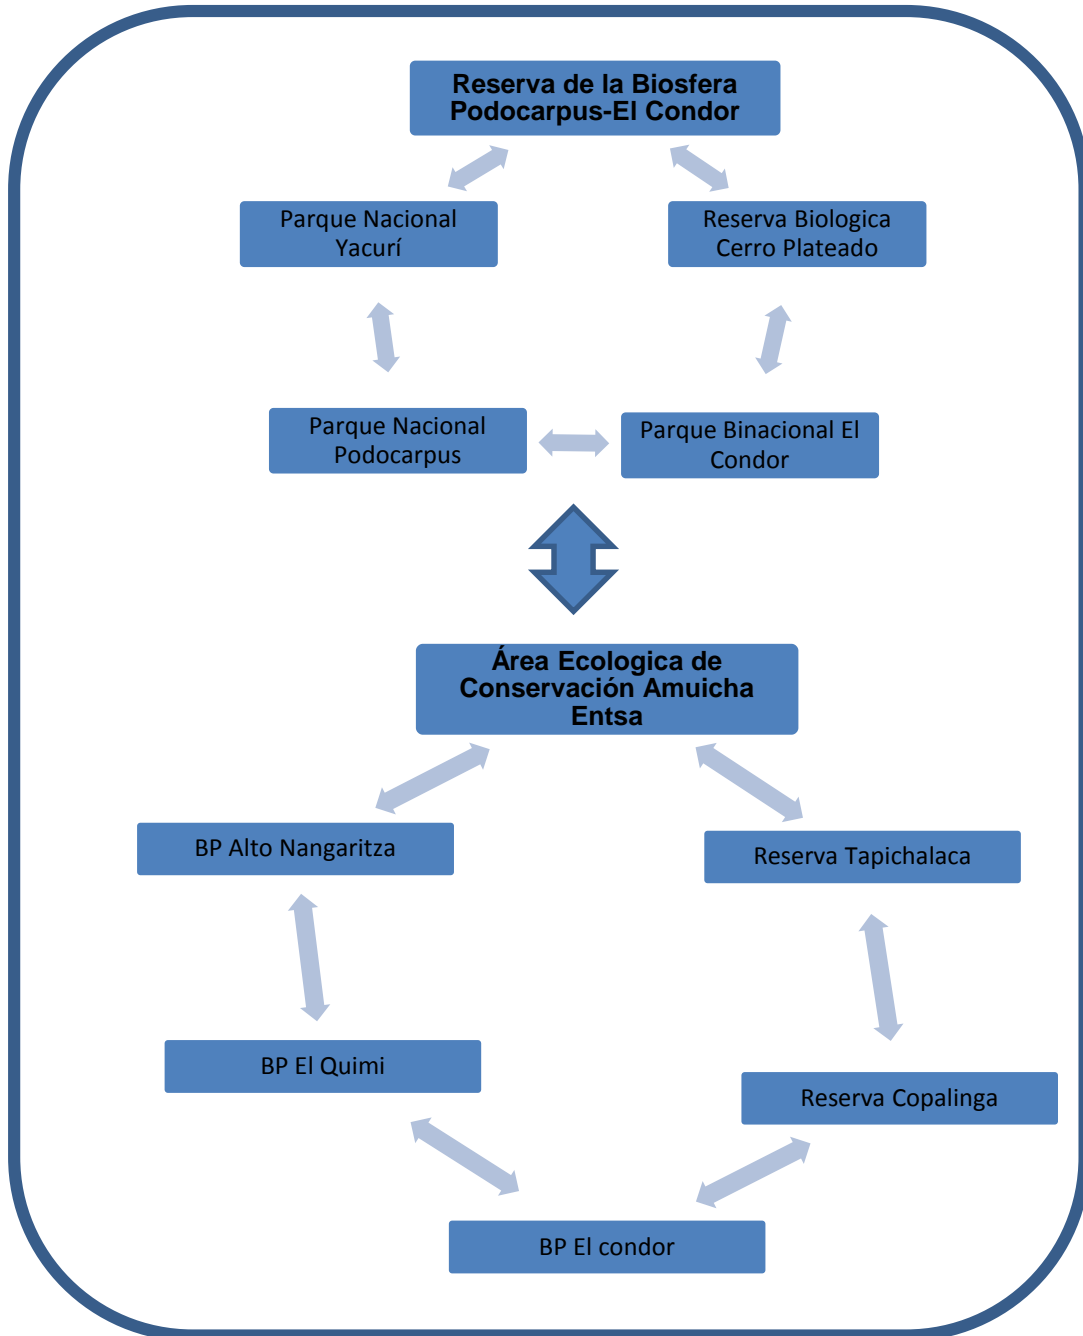 Reserva de la Biosfera
Podocarpus-El Condor
Parque Nacional
Yacurí
Reserva Biologica
Cerro Plateado
Parque Nacional
Podocarpus
Parque Binacional El
Condor
Área Ecologica de
Conservación Amuicha
Entsa
BP Alto Nangaritza
Reserva Tapichalaca
BP El Quimi
Reserva Copalinga
BP El condor